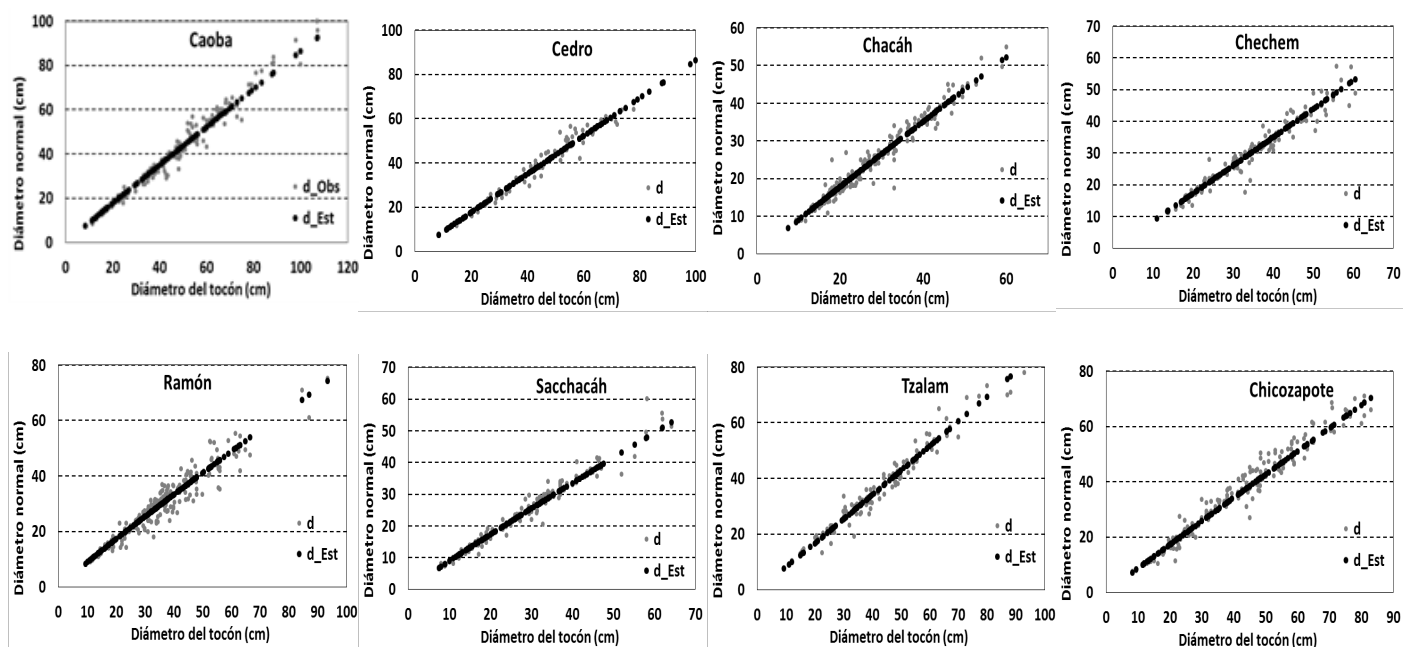 Caoba
Diámetro normal (cm)
100
80
60
40
20
0
d_Obs
d_Est
0 20 40 60 80 100 120
Diámetro del tocón (cm)
Cedro
Diámetro normal (cm)
100
80
60
40
20
0
d
d_Est
0 20 40 60 80 100
Diámetro del tocón (cm)
Chacáh
Diámetro normal (cm)
60
50
40
30
20
10
0
d
d_Est
0 20 40 60
Diámetro del tocón (cm)
Chechem
Diámetro normal (cm)
70
60
50
40
30
20
10
0
d
d_Est
0 10 20 30 40 50 60 70
Diámetro del tocón (cm)
Ramón
Diámetro normal (cm)
80
60
40
20
0
d
d_Est
0 10 20 30 40 50 60 70 80 90 100
Diámetro del tocón (cm)
Sacchacáh
Diámetro normal (cm)
70
60
50
40
30
20
10
0
d
d_Est
0 10 20 30 40 50 60 70
Diámetro del tocón (cm)
Tzalam
Diámetro normal (cm)
80
60
40
20
0
d
d_Est
0 10 20 30 40 50 60 70 80 90 100
Diámetro del tocón (cm)
Chicozapote
Diámetro normal (cm)
80
60
40
20
0
d
d_Est
0 10 20 30 40 50 60 70 80 90
Diámetro del tocón (cm)